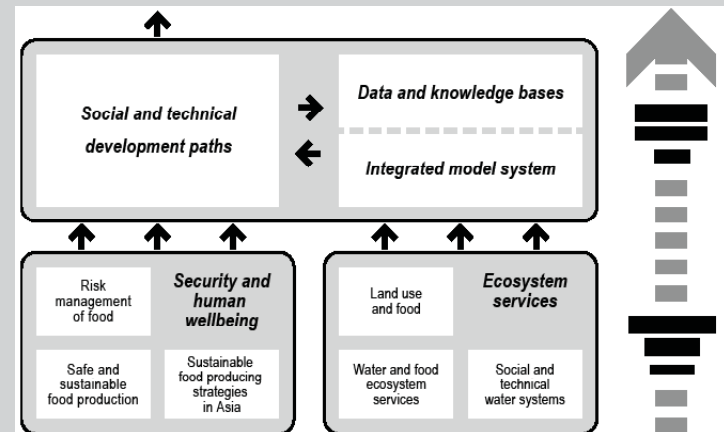 Social and technical
development paths
Data and knowledge bases
Integrated model system
Risk
management
of food
Security and
human
wellbeing
Safe and
sustainable
food production
Sustainable
food producing
strategies
in Asia
Land use
and food
Ecosystem
services
Water and food
ecosystem
services
Social and
technical
water systems